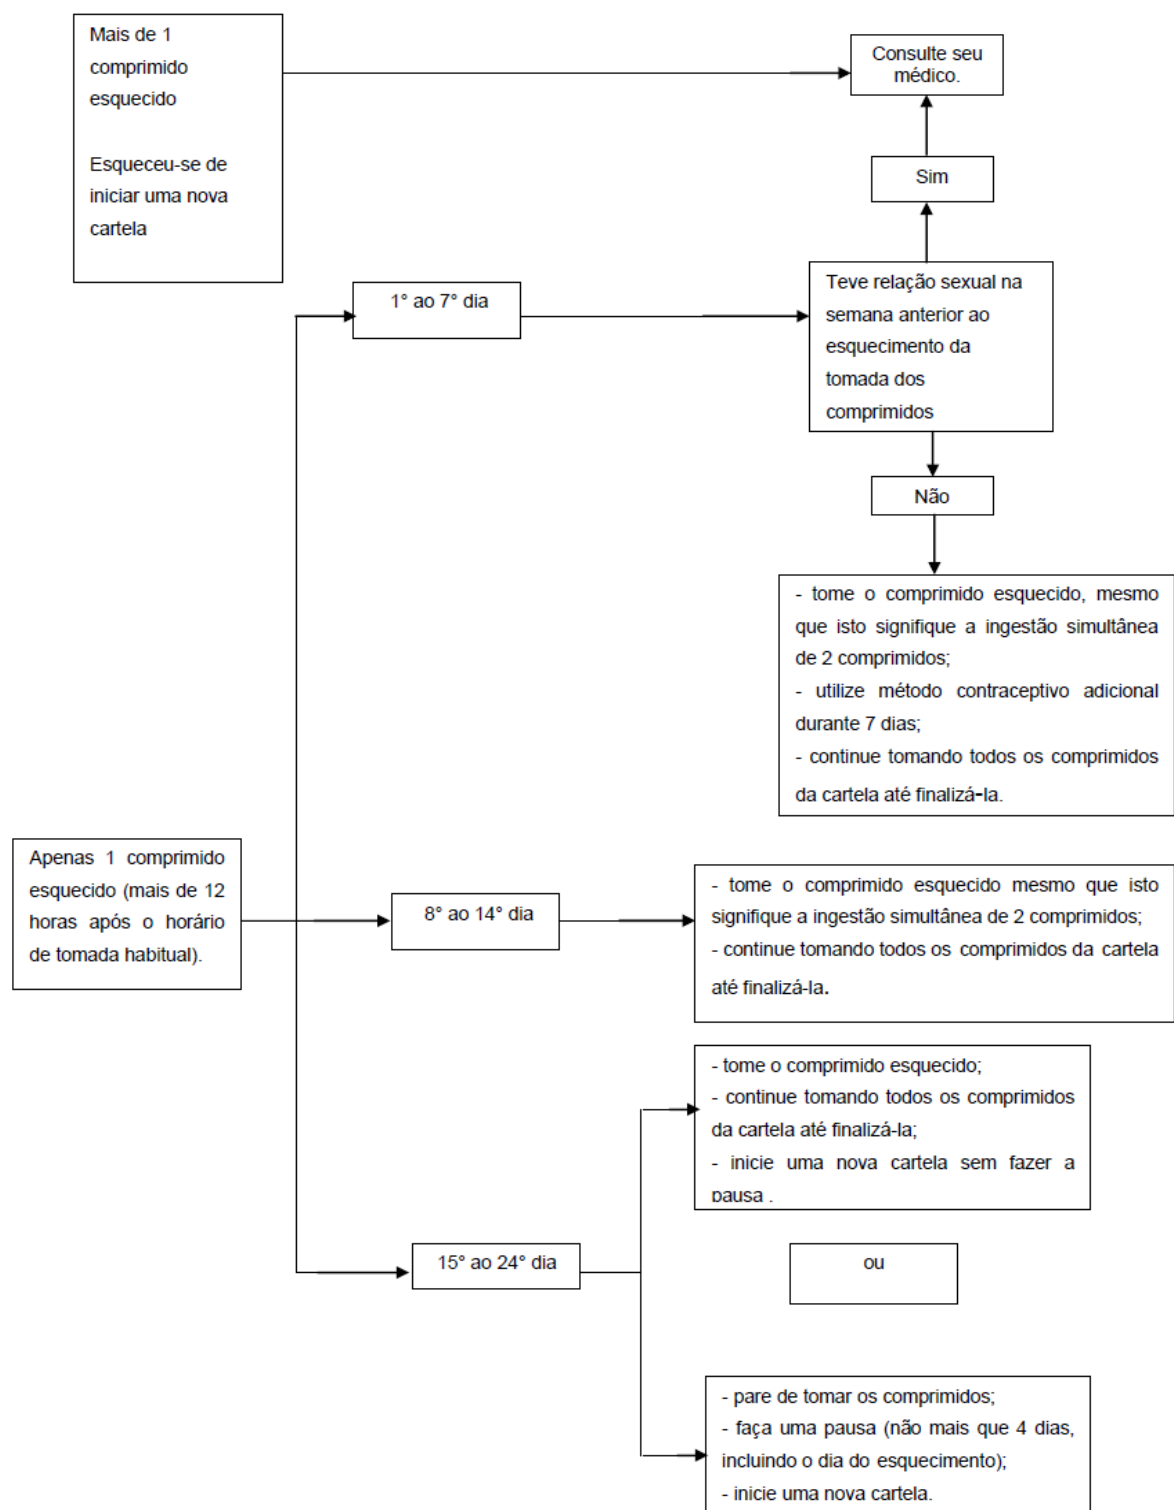 Mais de 1
comprimido
esquecido
Esqueceu-se de
iniciar uma nova
cartela
Consulte seu
médico.
Sim
1° ao 7° dia
Teve relação sexual na
semana anterior ao
esquecimento da
tomada dos
comprimidos
Não
- tome o comprimido esquecido, mesmo
que isto signifique a ingestão simultânea
de 2 comprimidos;
- utilize método contraceptivo adicional
durante 7 dias;
- continue tomando todos os comprimidos
da cartela até finalizá-la.
Apenas 1 comprimido
esquecido (mais de 12
horas após o horário
de tomada habitual).
8° ao 14° dia
- tome o comprimido esquecido mesmo que isto
signifique a ingestão simultânea de 2 comprimidos;
- continue tomando todos os comprimidos da cartela
até finalizá-la.
- tome o comprimido esquecido;
- continue tomando todos os comprimidos
da cartela até finalizá-la;
- inicie uma nova cartela sem fazer a
pausa .
15° ao 24° dia
ou
- pare de tomar os comprimidos;
- faça uma pausa (não mais que 4 dias,
incluindo o dia do esquecimento);
- inicie uma nova cartela.